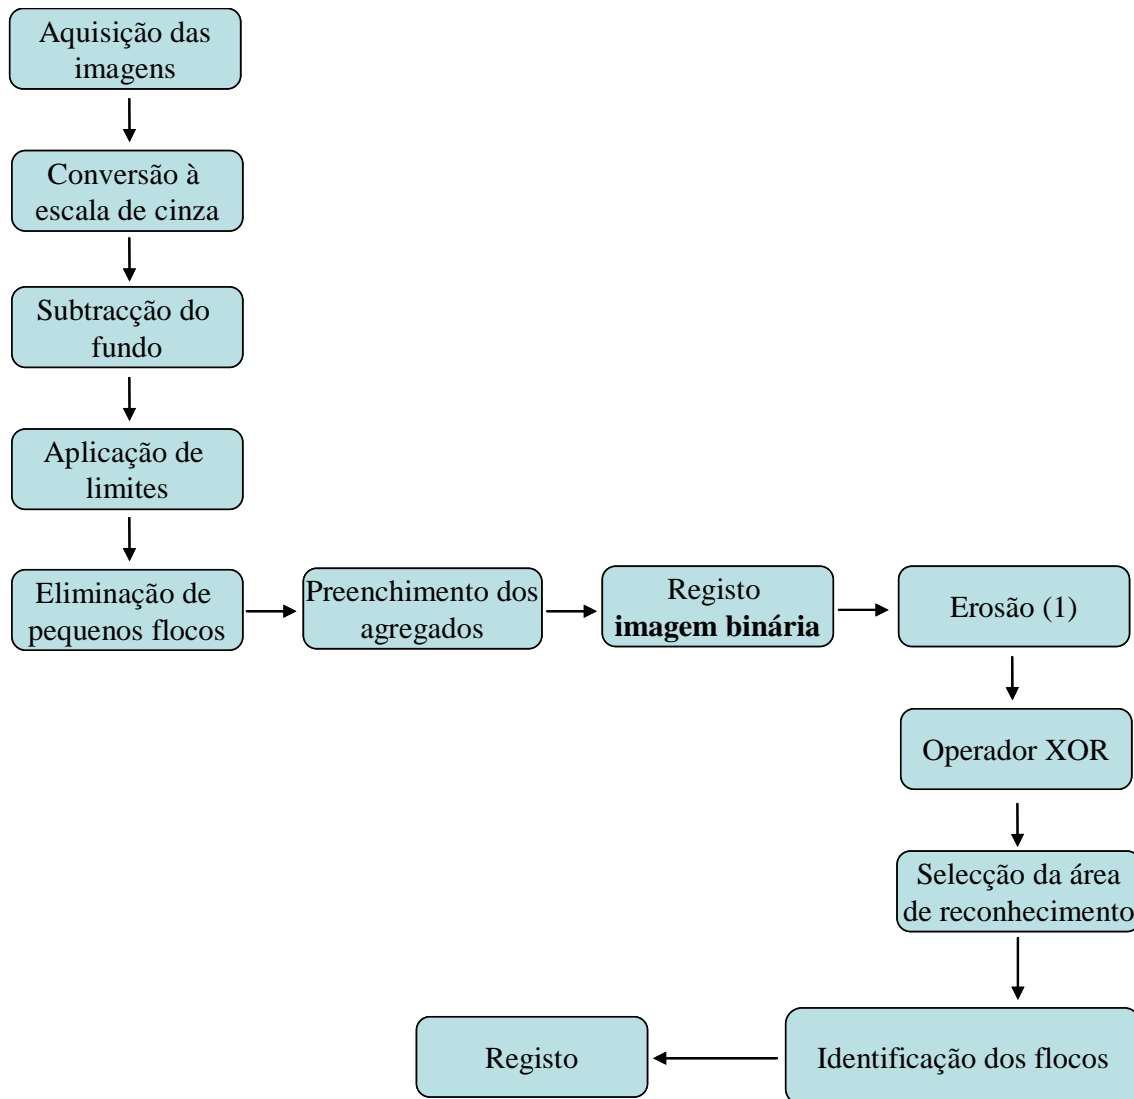 Aquisição das
imagens
Conversão à
escala de cinza
Subtracção do
fundo
Aplicação de
limites
Eliminação de
pequenos flocos
Preenchimento dos
agregados
Registo
imagem binária
Erosão (1)
Operador XOR
Selecção da área
de reconhecimento
Identificação dos flocos
Registo